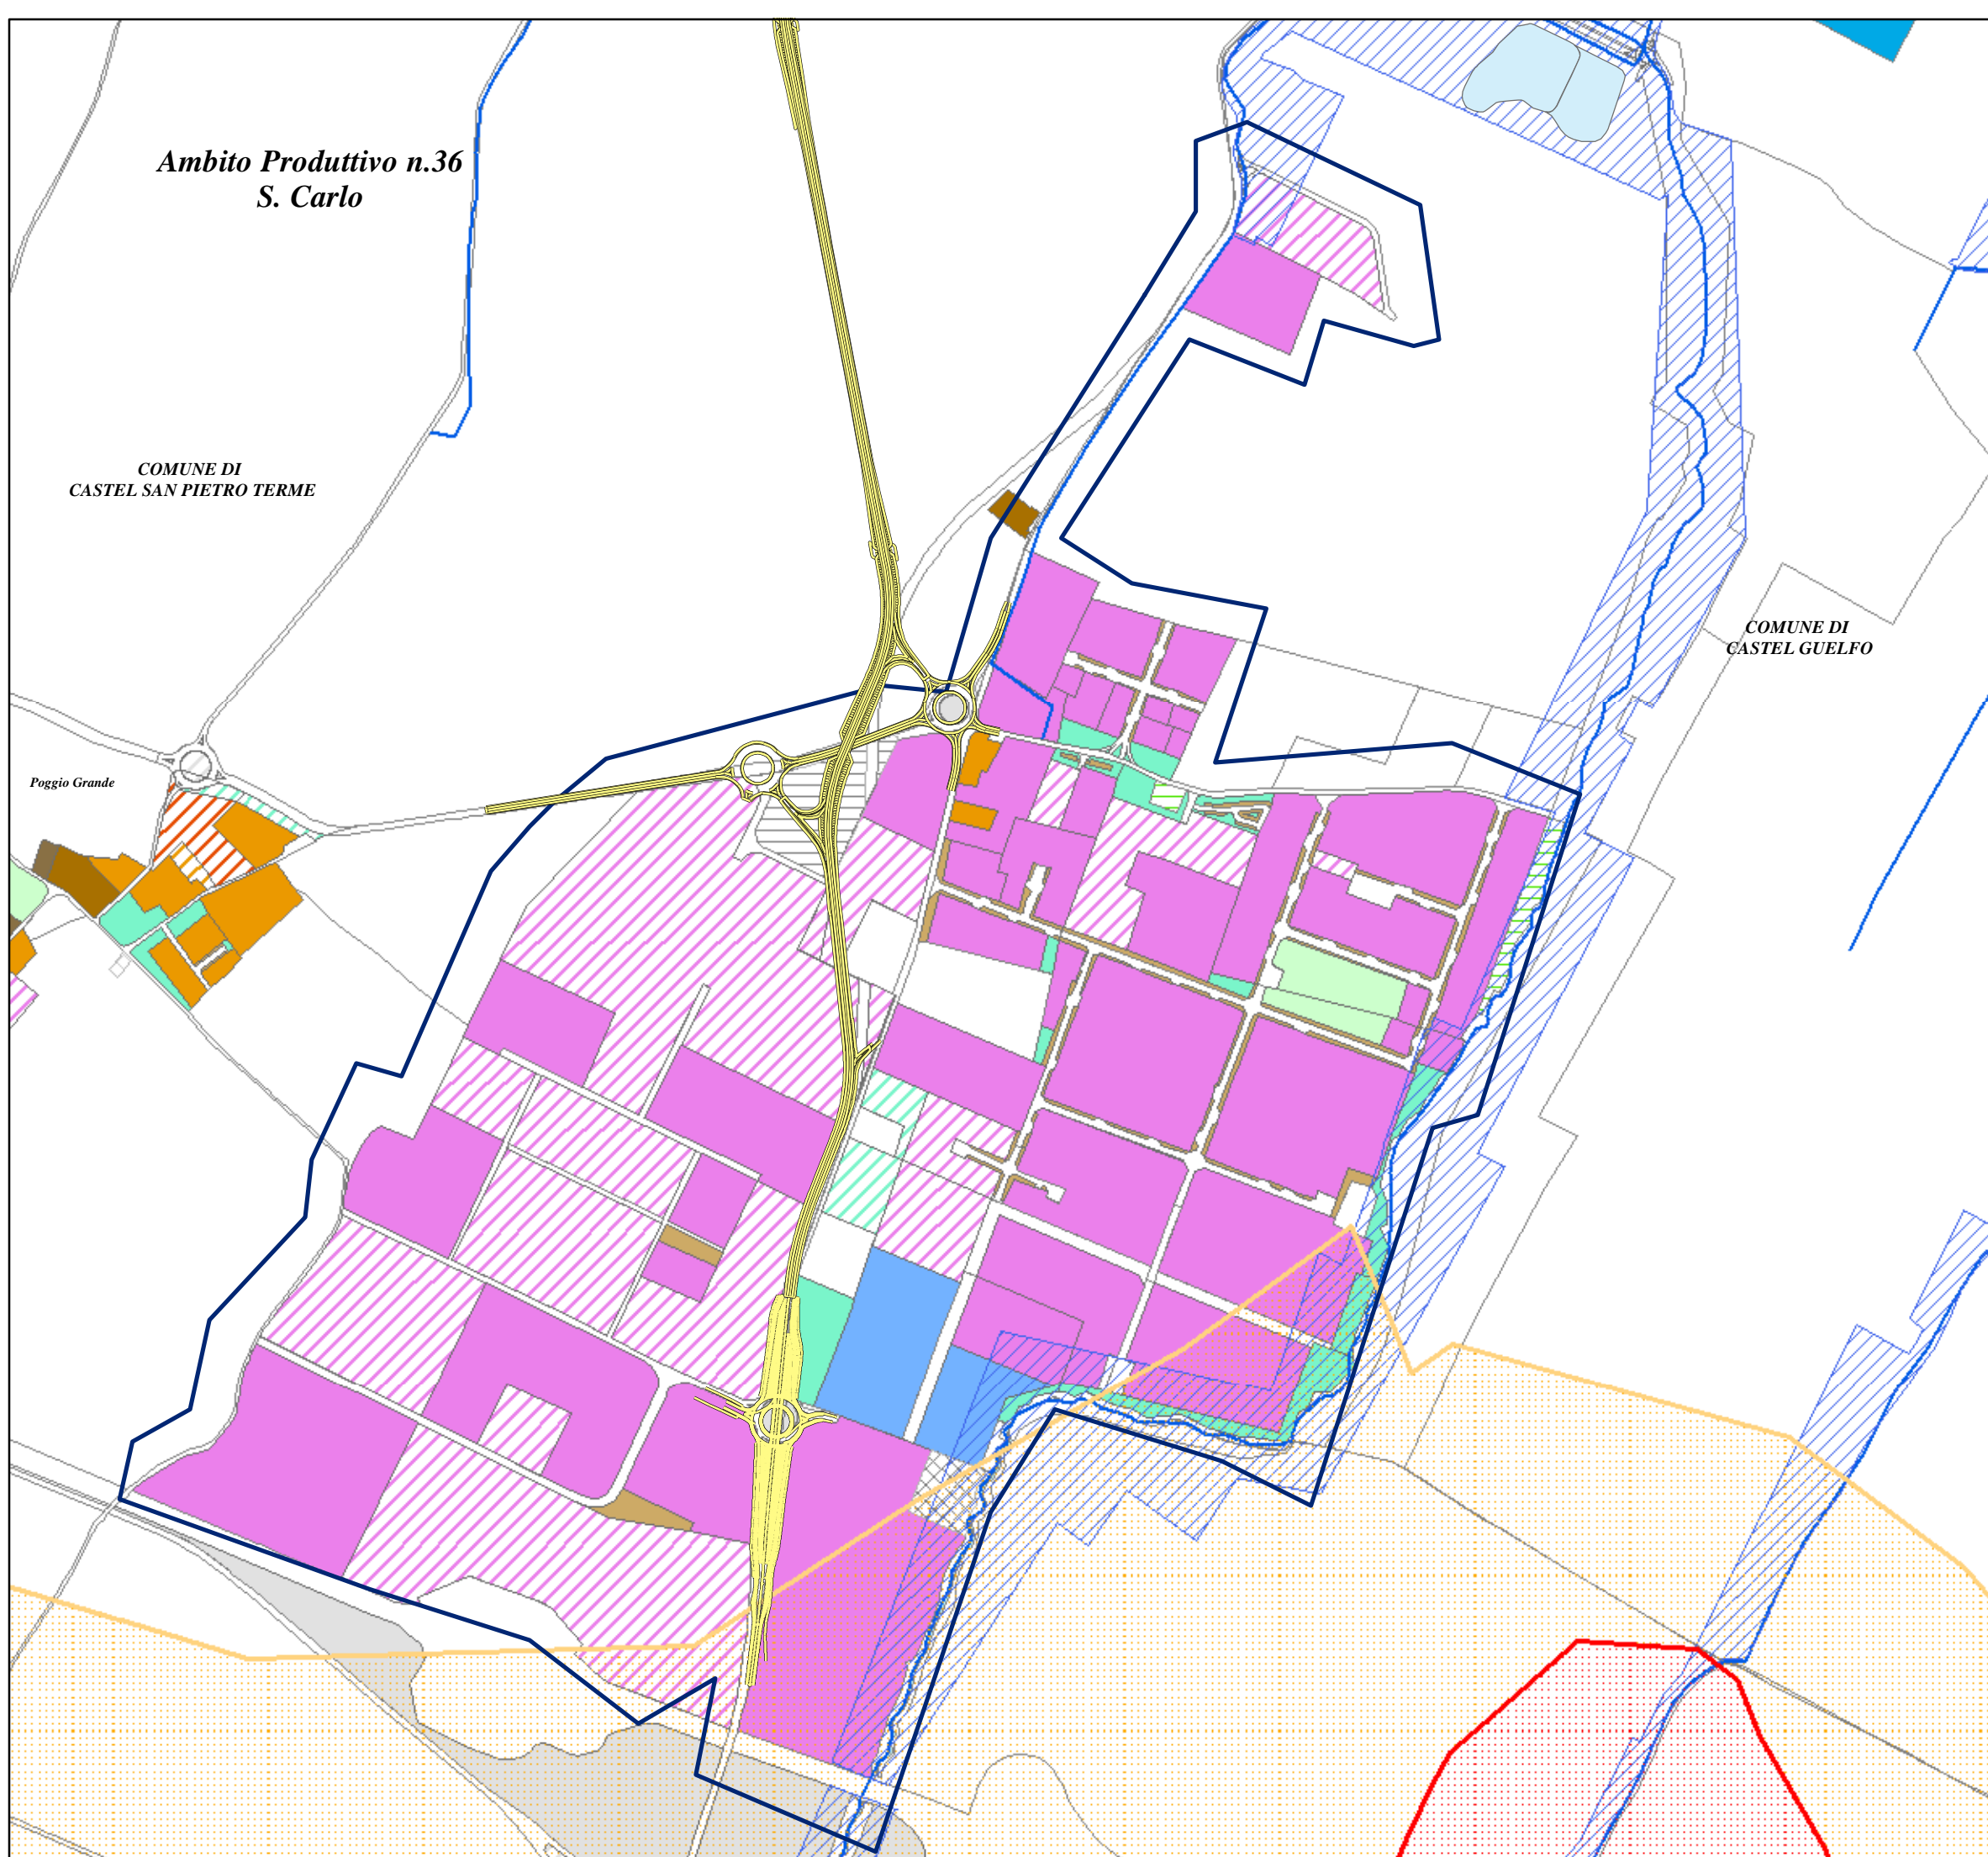 Ambito Produttivo n.36
S. Carlo
COMUNE DI
CASTEL SAN PIETRO TERME
COMUNE DI
CASTEL GUELFO
Poggio Grande